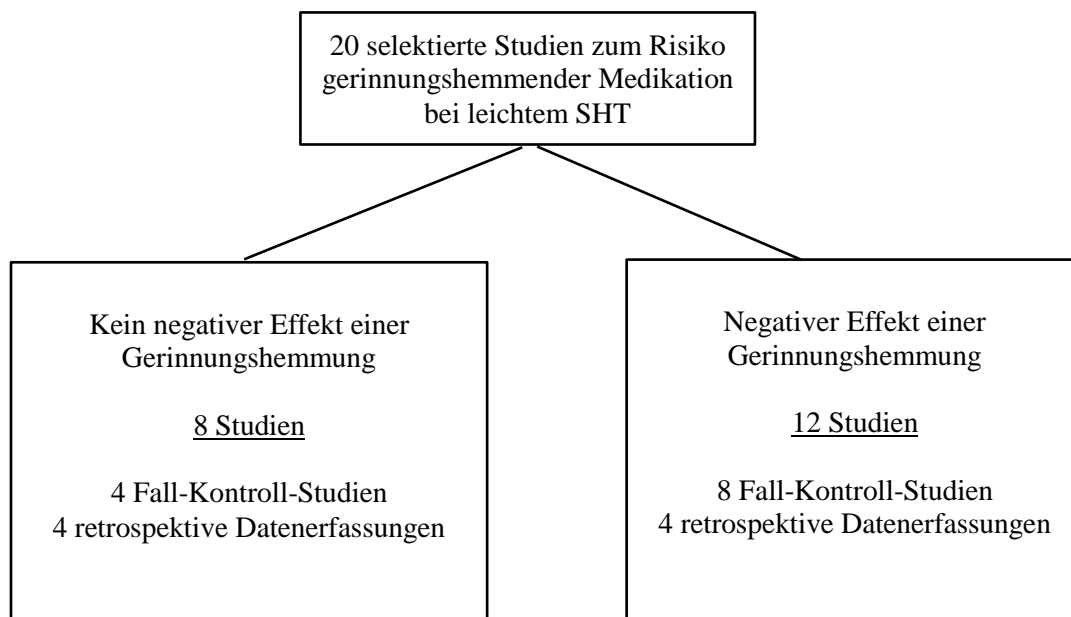 20 selektierte Studien zum Risiko
gerinnungshemmender Medikation
bei leichtem SHT
Kein negativer Effekt einer
Gerinnungshemmung
8 Studien
4 Fall-Kontroll-Studien
4 retrospektive Datenerfassungen
Negativer Effekt einer
Gerinnungshemmung
12 Studien
8 Fall-Kontroll-Studien
4 retrospektive Datenerfassungen